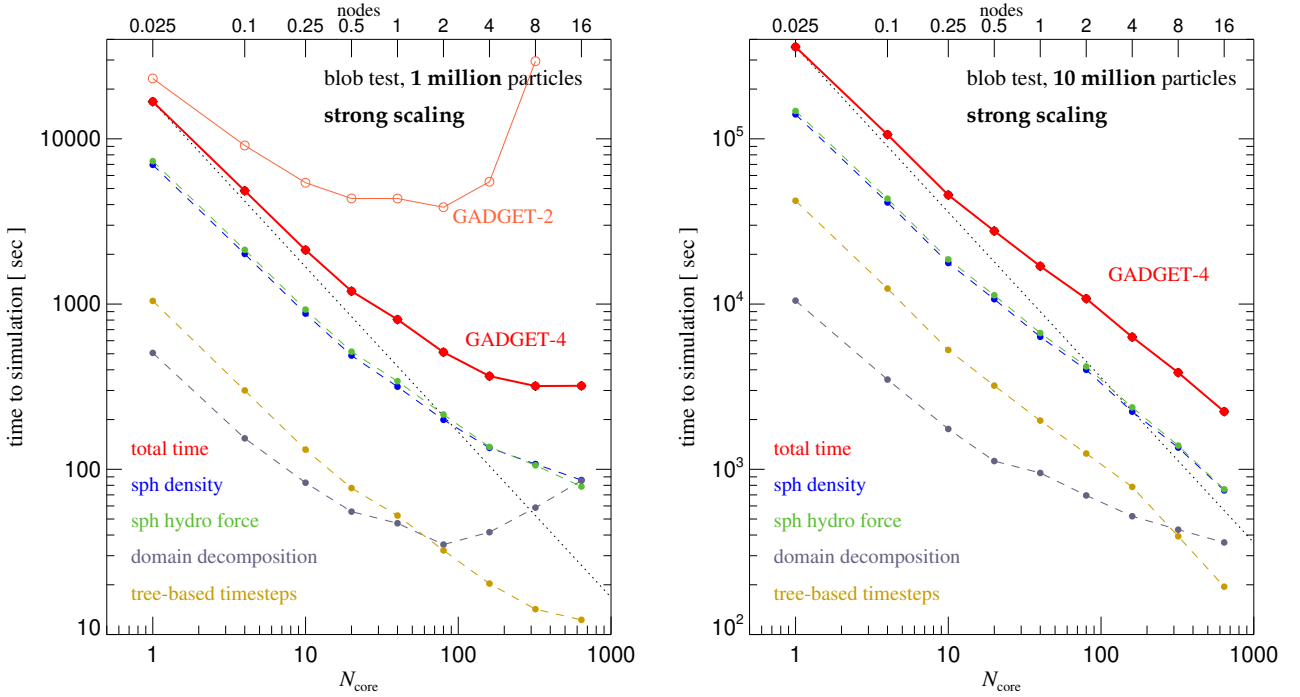 nodes
0.025 0.1 0.25 0.5 1 2 4 8 16
blob test, 1 million particles
strong scaling
10000
1000
100
10
time to simulation [ sec ]
GADGET-2
GADGET-4
total time
sph density
sph hydro force
domain decomposition
tree-based timesteps
1 10 100 1000
N_core
nodes
0.025 0.1 0.25 0.5 1 2 4 8 16
blob test, 10 million particles
strong scaling
10^5
10^4
10^3
10^2
time to simulation [ sec ]
GADGET-4
total time
sph density
sph hydro force
domain decomposition
tree-based timesteps
1 10 100 1000
N_core